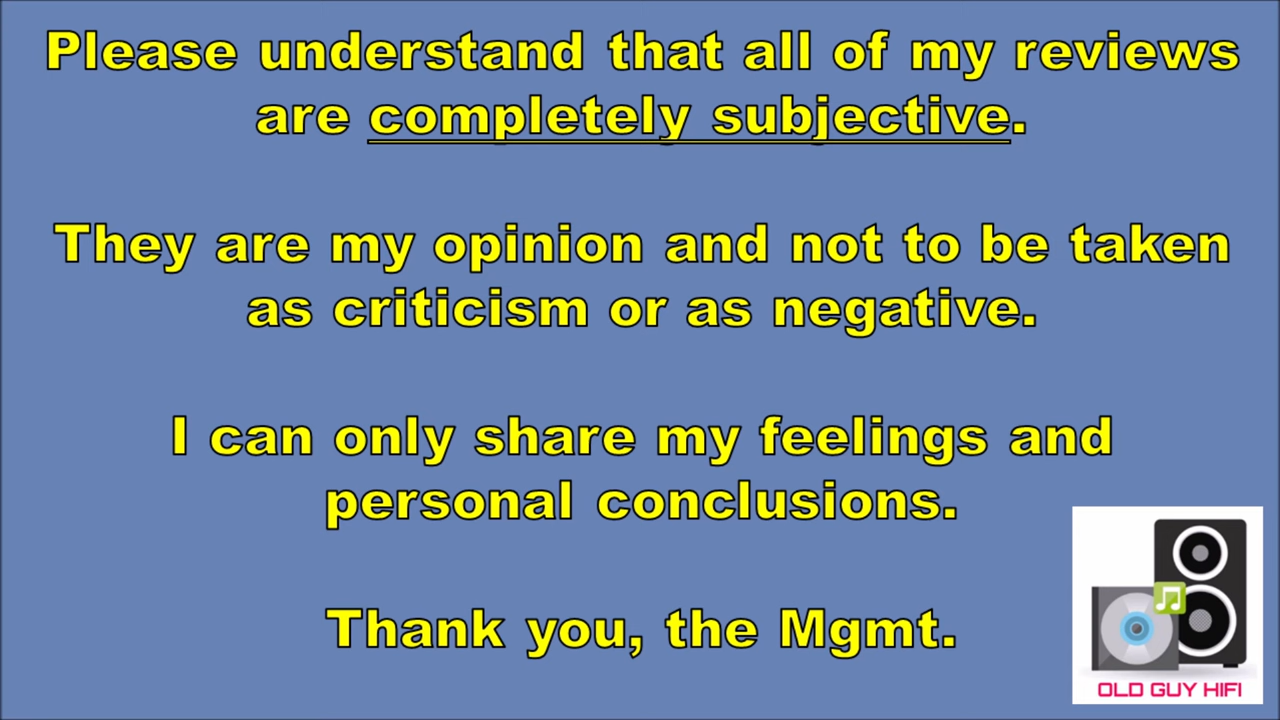 Please understand that all of my reviews
are completely subjective.
They are my opinion and not to be taken
as criticism or as negative.
I can only share my feelings and
personal conclusions.
Thank you, the Mgmt.
OLD GUY HIFI